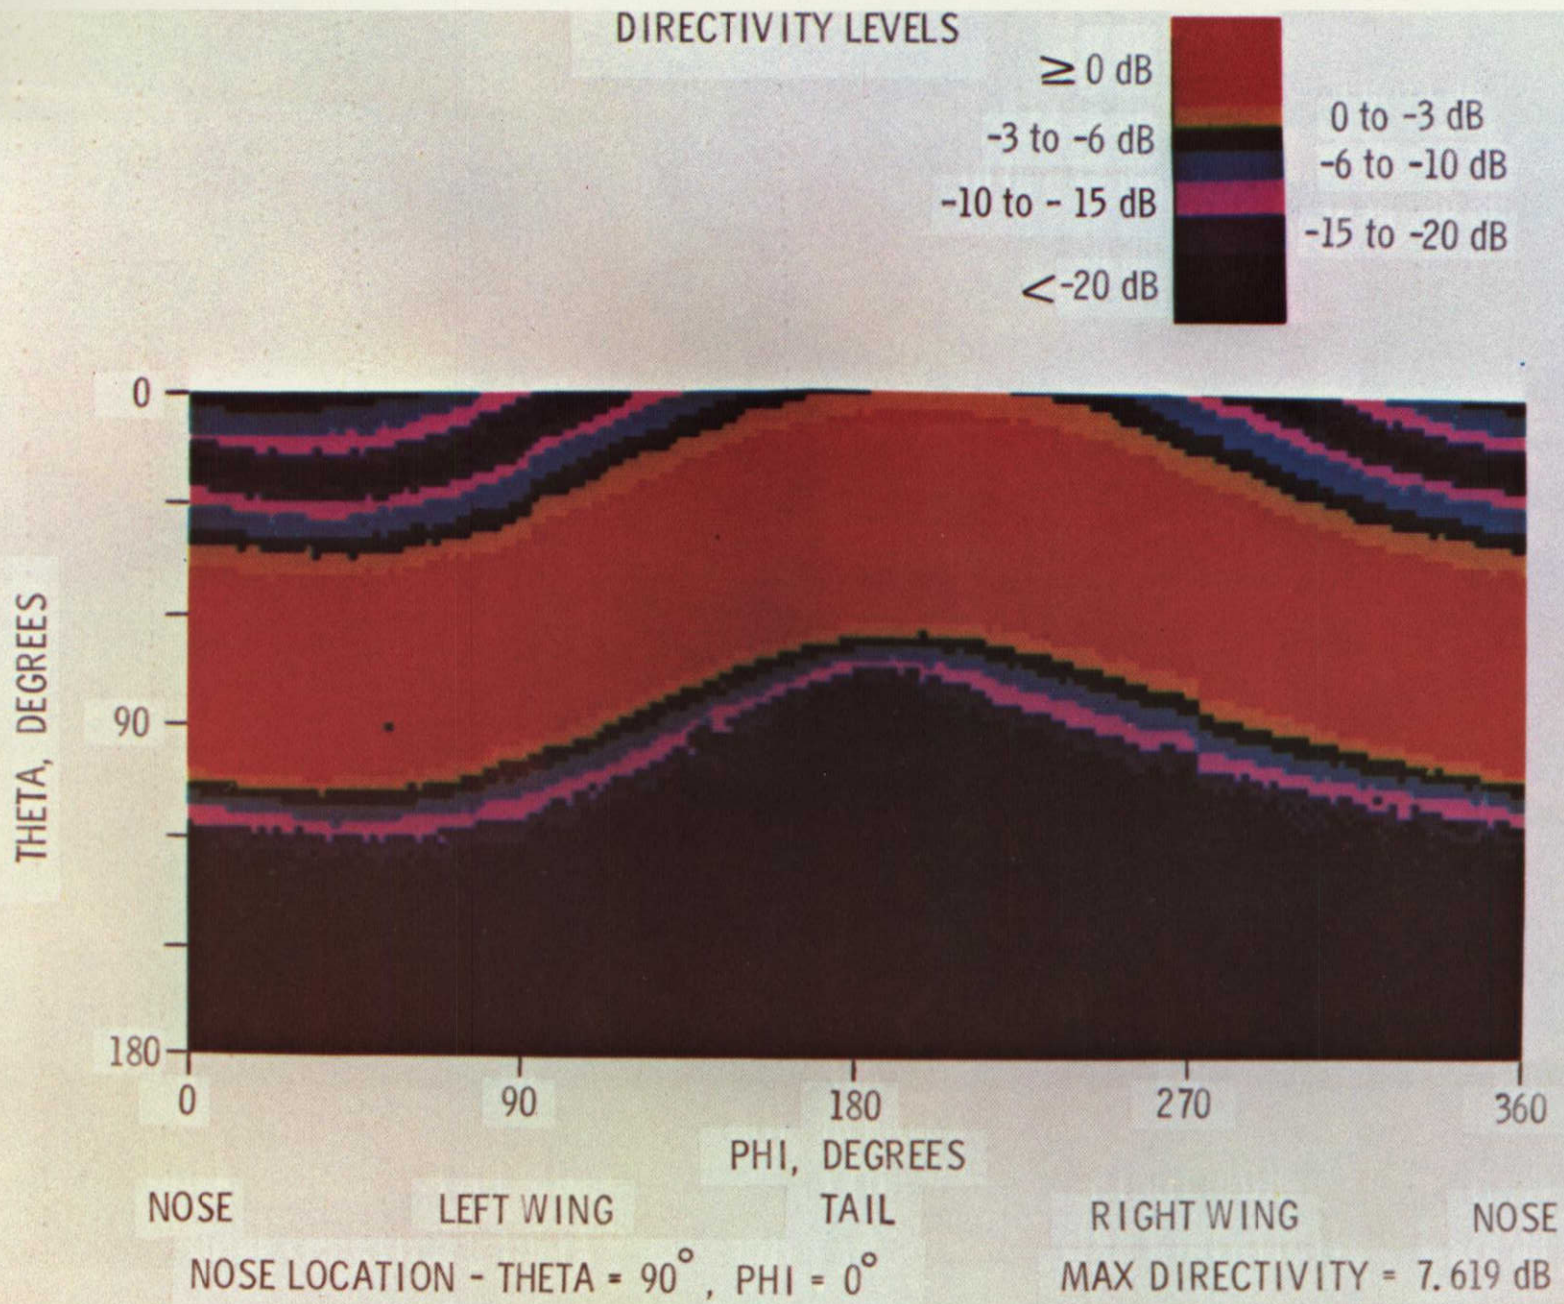 DIRECTIVITY LEVELS
≥ 0 dB
0 to -3 dB
-3 to -6 dB
-6 to -10 dB
-10 to - 15 dB
-15 to -20 dB
<-20 dB
0
90
180
THETA, DEGREES
0 90 180 270 360
PHI, DEGREES
NOSE LEFT WING TAIL RIGHT WING NOSE
NOSE LOCATION - THETA = 90°, PHI = 0° MAX DIRECTIVITY = 7.619 dB